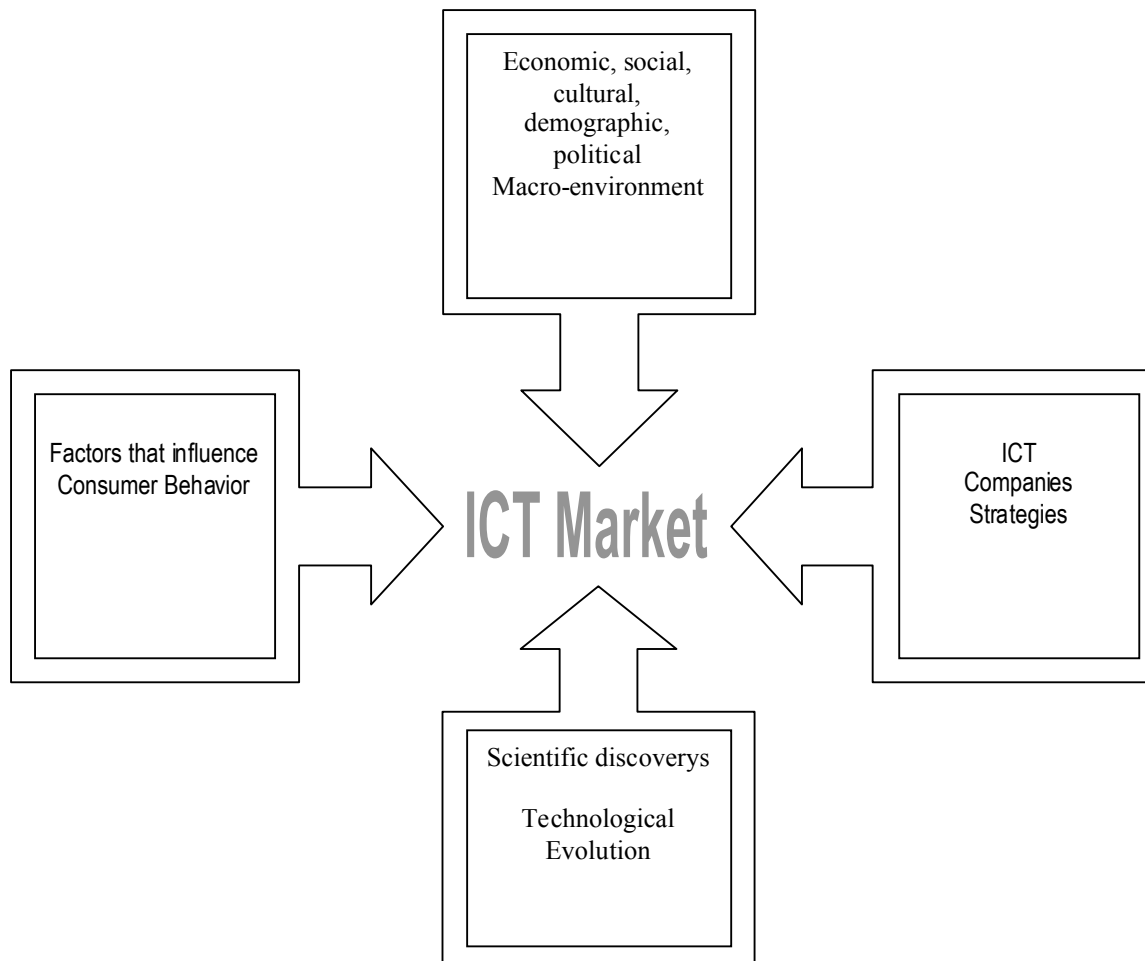 Economic, social,
cultural,
demographic,
political
Macro-environment
Factors that influence
Consumer Behavior
ICT Market
ICT
Companies
Strategies
Scientific discoverys
Technological
Evolution